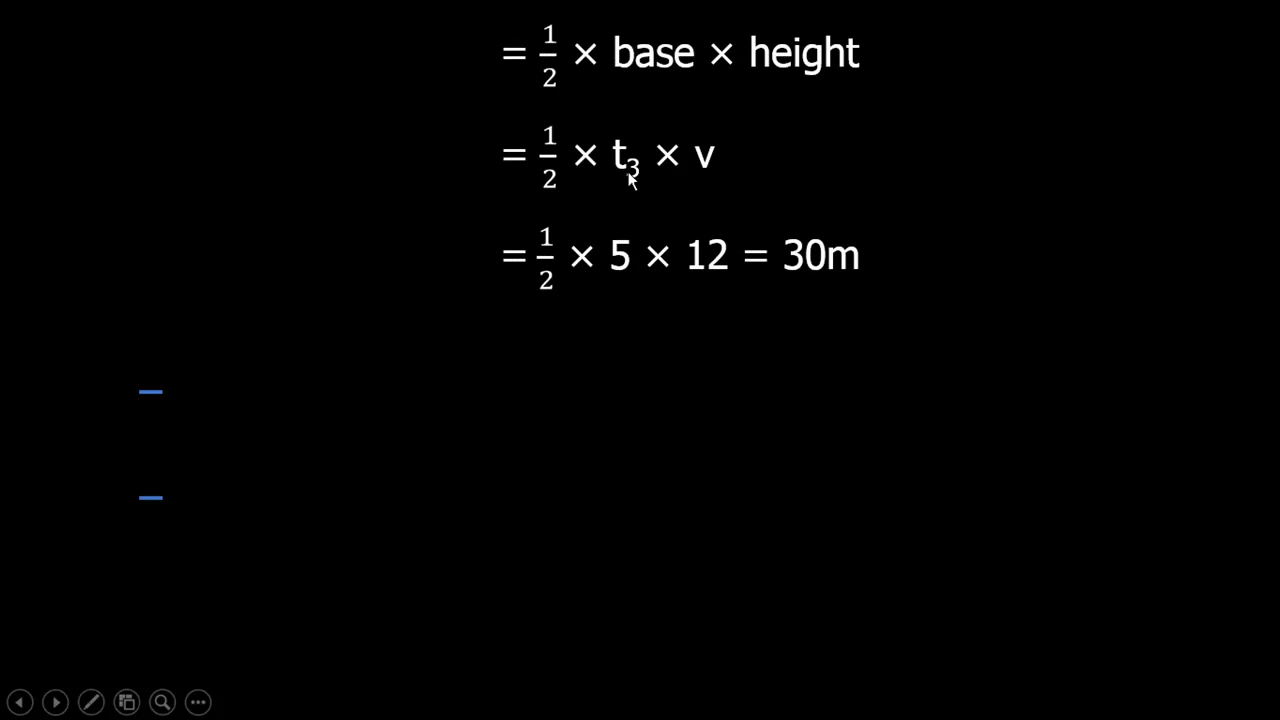 = 1/2 × base × height
= 1/2 × t₃ × v
= 1/2 × 5 × 12 = 30m